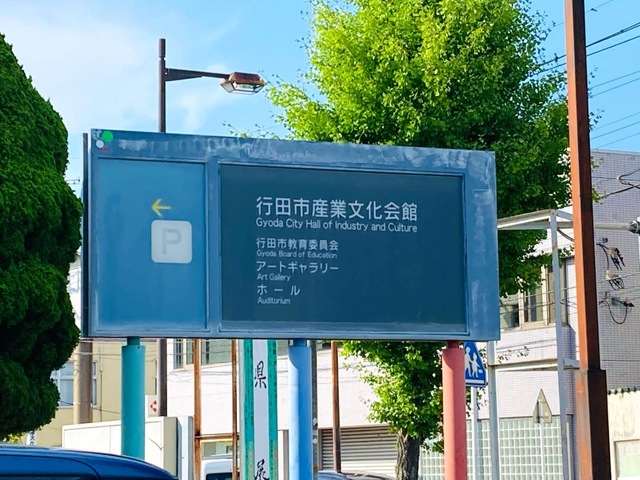 P
行田市産業文化会館
Gyoda City Hall of Industry and Culture
行田市教育委員会
Gyoda Board of Education
アートギャラリー
Art Gallery
ホール
Auditorium
県